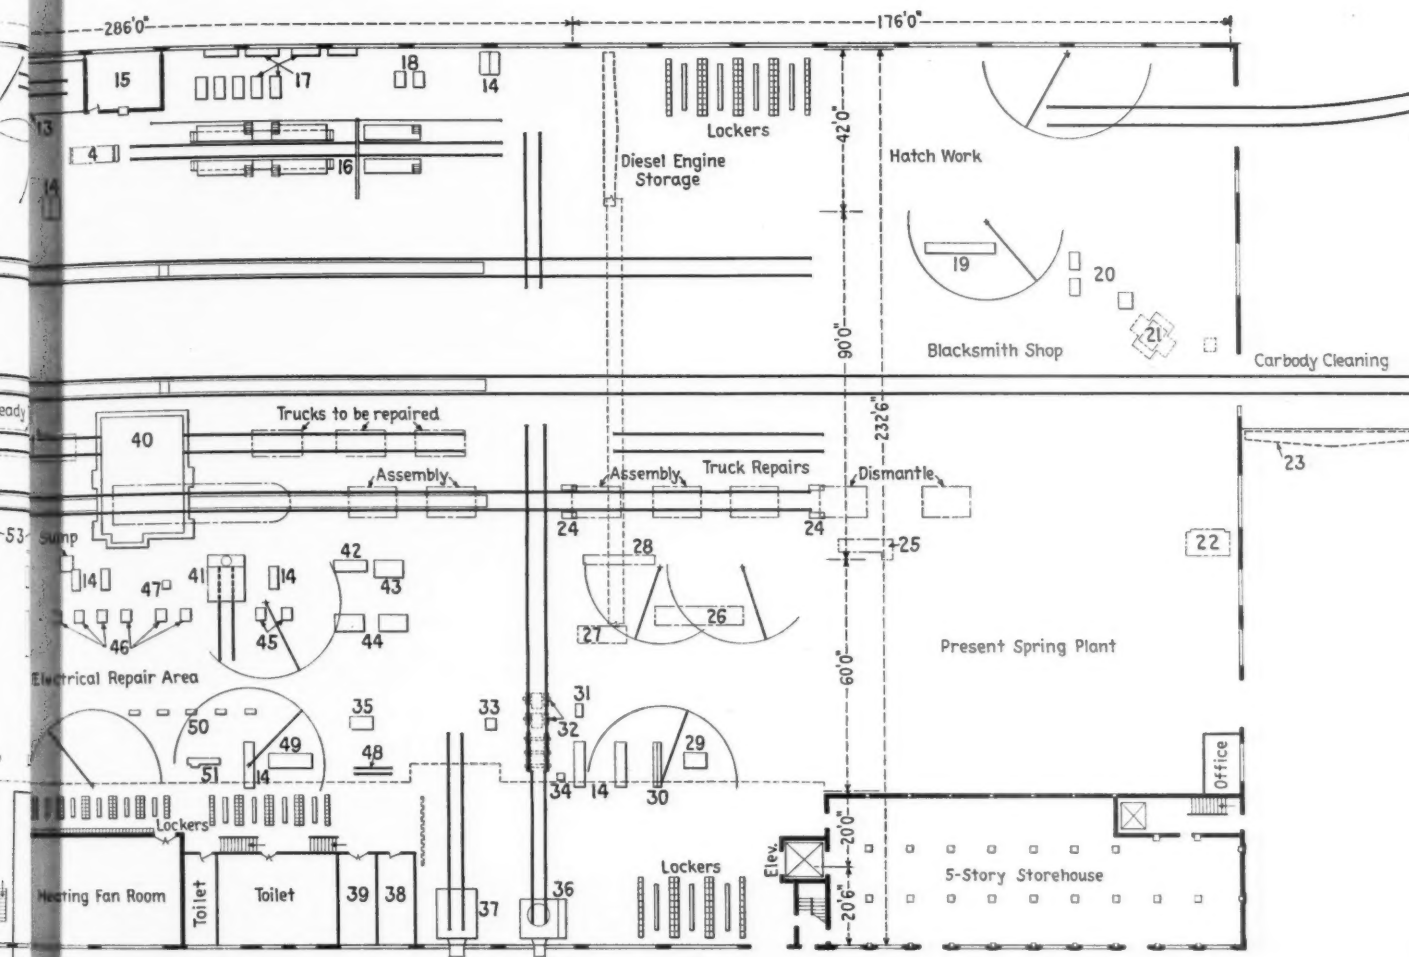 286'0"
176'0"
15
17
18
14
13
4
16
Lockers
42'0"
Hatch Work
Diesel Engine
Storage
14
19
20
21
90'0"
Blacksmith Shop
Carbody Cleaning
232'6"
eady
40
Trucks to be repaired
Assembly
Assembly
Truck Repairs
Dismantle
23
24
24
25
22
53
Sump
14
47
41
14
42
43
28
46
45
44
27
26
Electrical Repair Area
Present Spring Plant
60'0"
50
35
33
31
32
51
14
49
48
34
14
30
29
Office
Lockers
Lockers
Elev.
20'0"
5-Story Storehouse
20'6"
Heating Fan Room
Toilet
Toilet
39
38
37
36